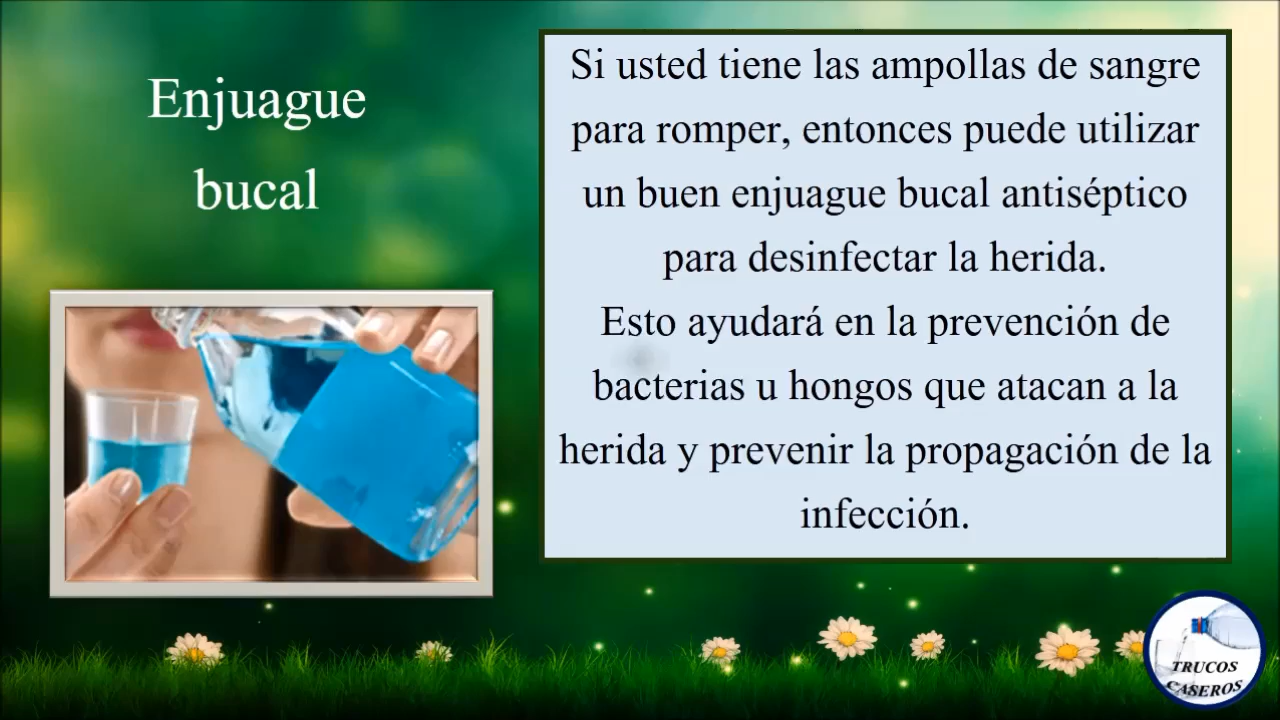 Enjuague
bucal
Si usted tiene las ampollas de sangre
para romper, entonces puede utilizar
un buen enjuague bucal antiséptico
para desinfectar la herida.
Esto ayudará en la prevención de
bacterias u hongos que atacan a la
herida y prevenir la propagación de la
infección.
TRUCOS
CASEROS